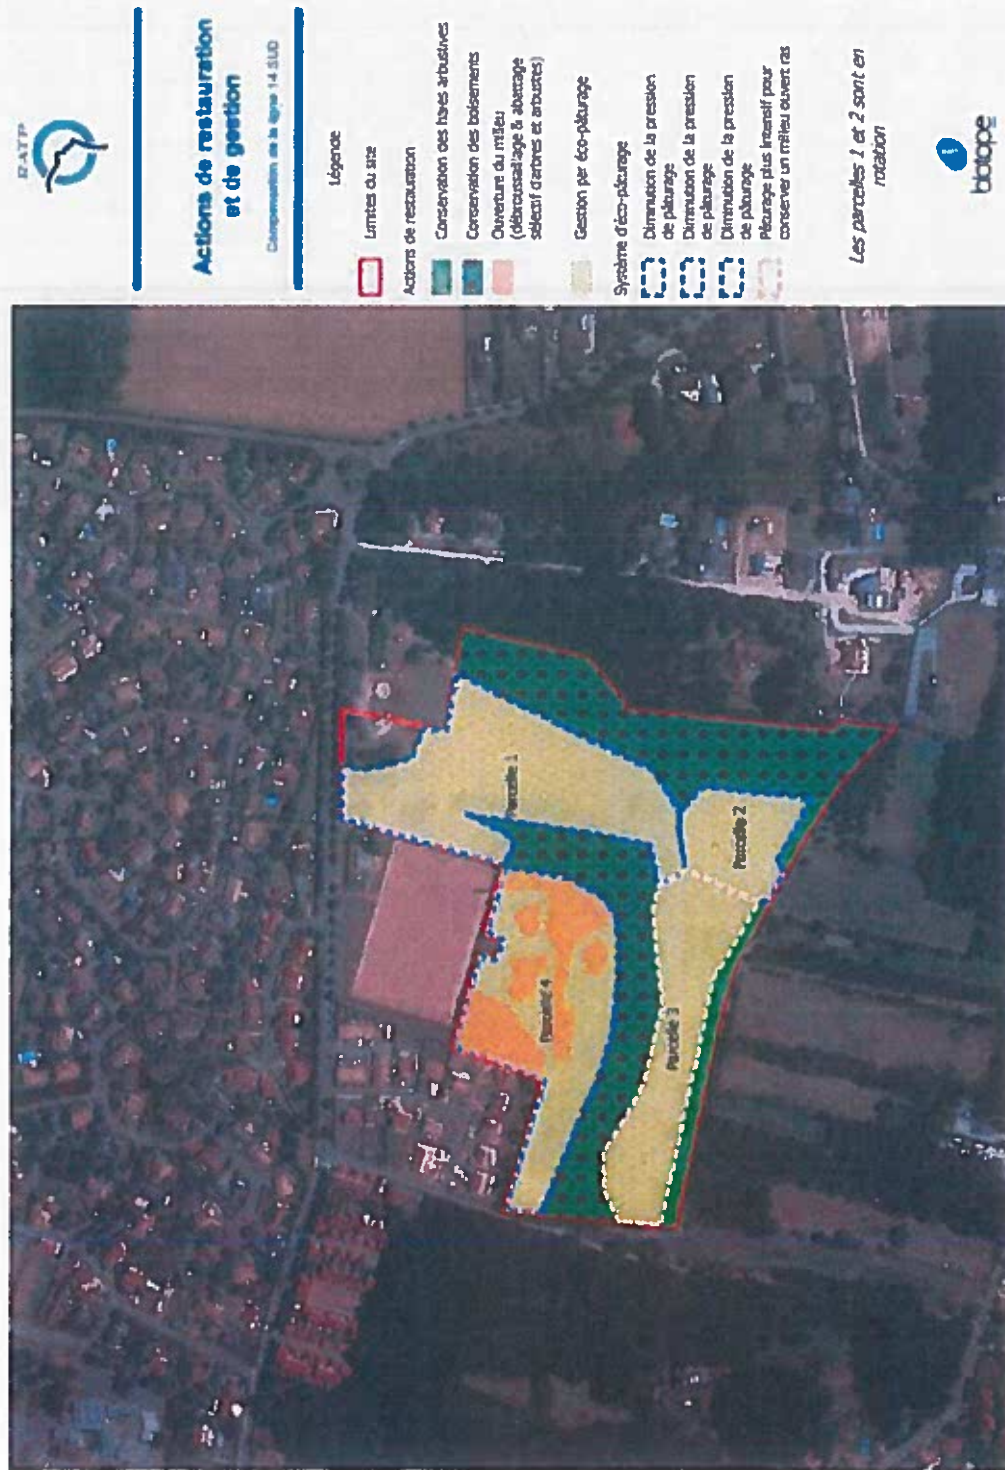 RATP
Actions de restauration
et de gestion
Compensation de la ligne 14 SUD
Légende
Limites du site
Actions de restauration
Conservation des haies arbustives
Conservation des boisements
Ouverture du milieu
(débroussaillage & abattage
sélectif d'arbres et arbustes)
Gestion par éco-pâturage
Système d'éco-pâturage
Diminution de la pression
de pâturage
Diminution de la pression
de pâturage
Diminution de la pression
de pâturage
Pâturage plus intensif pour
conserver un milieu ouvert ras
Les parcelles 1 et 2 sont en
rotation
biotope
Parcelle 1
Parcelle 2
Parcelle 3
Parcelle 4